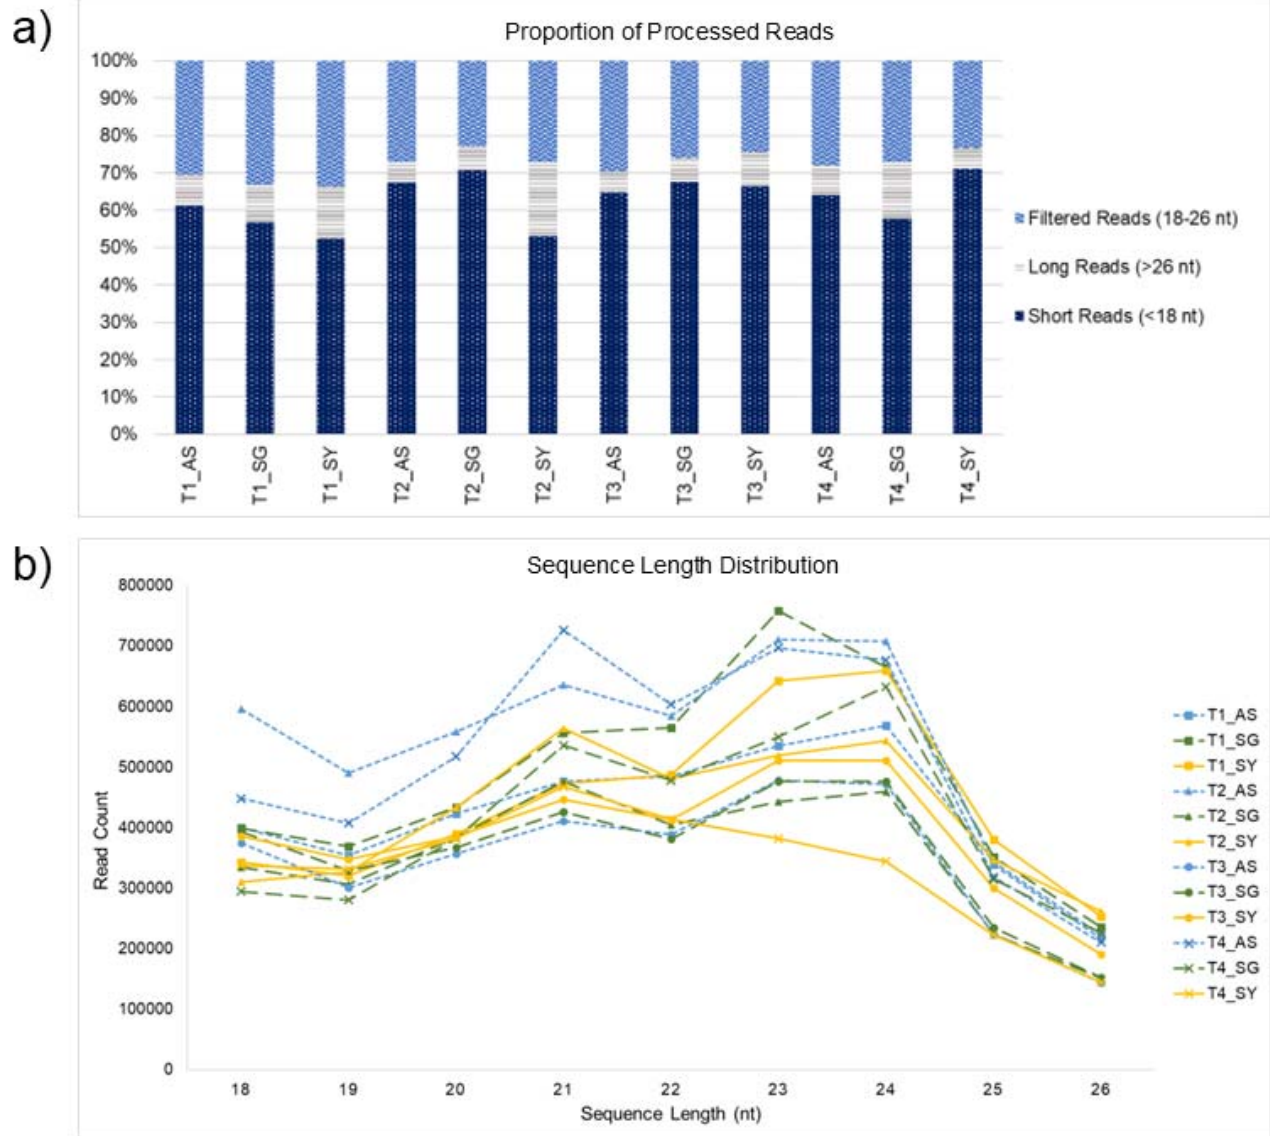 a)
Proportion of Processed Reads
100%
90%
80%
70%
60%
50%
40%
30%
20%
10%
0%
T1_AS
T1_SG
T1_SY
T2_AS
T2_SG
T2_SY
T3_AS
T3_SG
T3_SY
T4_AS
T4_SG
T4_SY
Filtered Reads (18-26 nt)
Long Reads (>26 nt)
Short Reads (<18 nt)
b)
Sequence Length Distribution
Read Count
800000
700000
600000
500000
400000
300000
200000
100000
0
18 19 20 21 22 23 24 25 26
Sequence Length (nt)
T1_AS
T1_SG
T1_SY
T2_AS
T2_SG
T2_SY
T3_AS
T3_SG
T3_SY
T4_AS
T4_SG
T4_SY